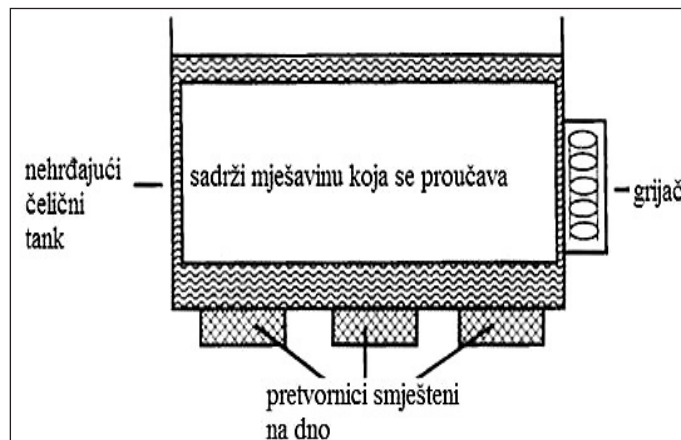 nehrđajući
čelični
tank
sadrži mješavinu koja se proučava
grijač
pretvornici smješteni
na dno